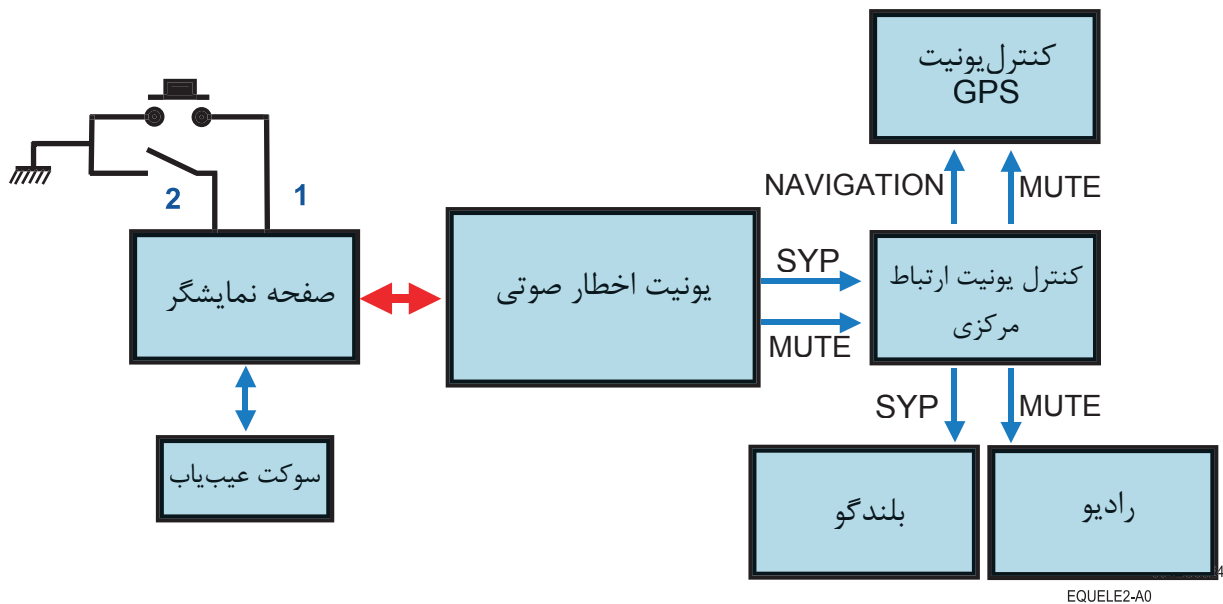 کنترل‌یونیت
GPS
NAVIGATION
MUTE
2
1
صفحه نمایشگر
یونیت اخطار صوتی
SYP
MUTE
کنترل یونیت ارتباط
مرکزی
SYP
MUTE
سوکت عیب‌یاب
بلندگو
رادیو
EQUELE2-A0